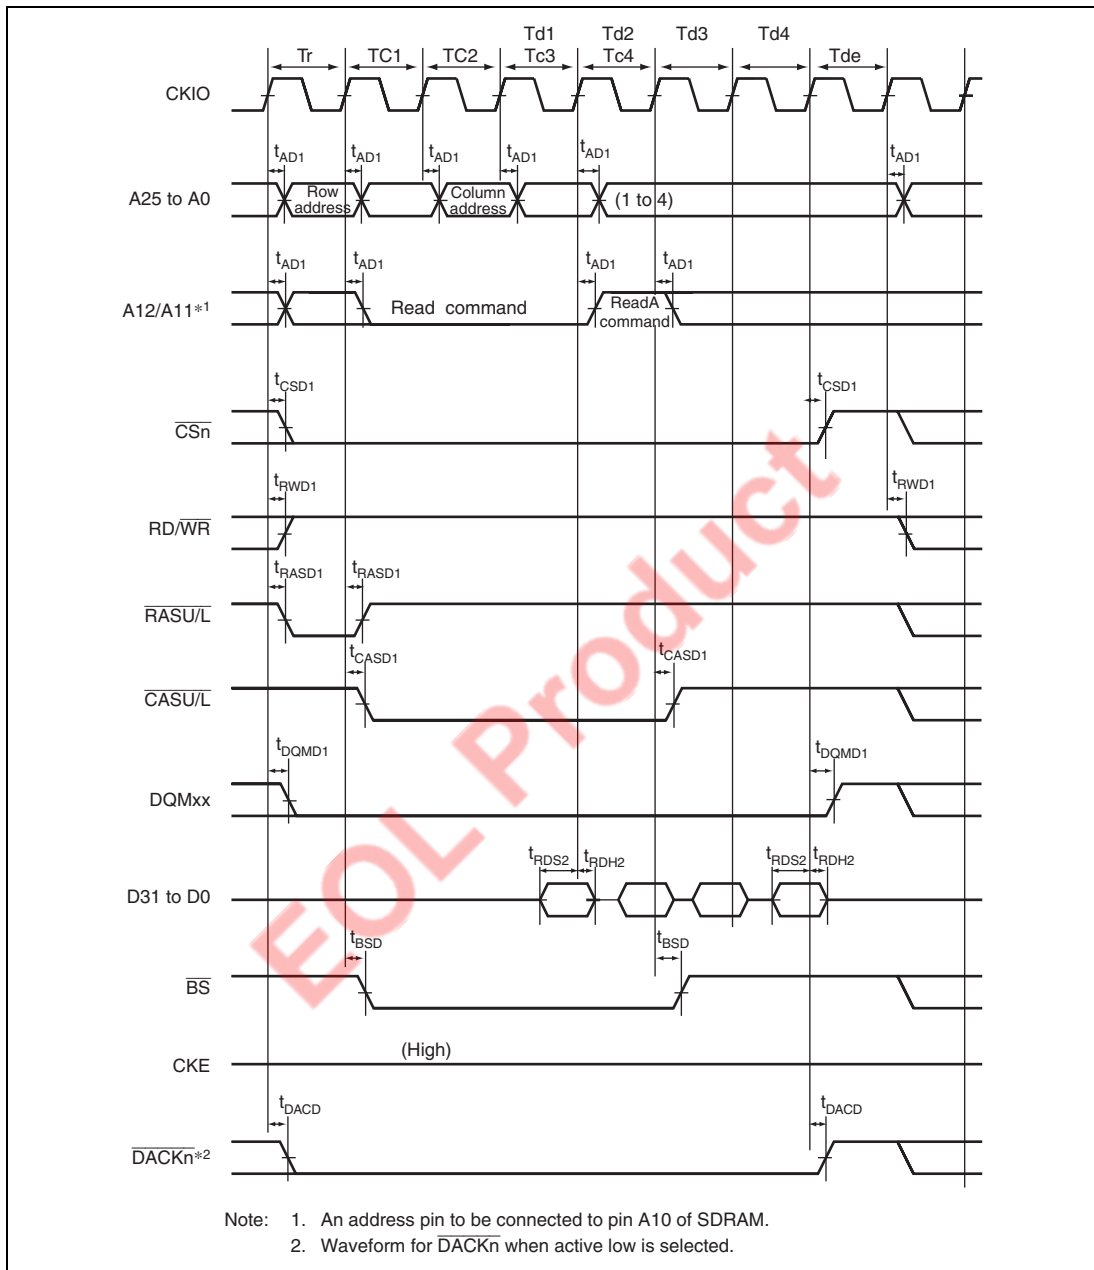 Td1 Td2 Td3 Td4
Tr TC1 TC2 Tc3 Tc4 Tde
CKIO
tAD1 tAD1 tAD1 tAD1 tAD1 tAD1
A25 to A0 Row address Column address (1 to 4)
tAD1 tAD1 tAD1 tAD1
A12/A11*1 Read command ReadA command
tCSD1 tCSD1
CSn
tRWD1 tRWD1
RD/WR
tRASD1 tRASD1
RASU/L
tCASD1 tCASD1
CASU/L
tDQMD1 tDQMD1
DQMxx
tRDS2 tRDH2 tRDS2 tRDH2
D31 to D0
tBSD tBSD
BS
(High)
CKE
tDACD tDACD
DACKn*2
Note: 1. An address pin to be connected to pin A10 of SDRAM.
2. Waveform for DACKn when active low is selected.
EOL Product